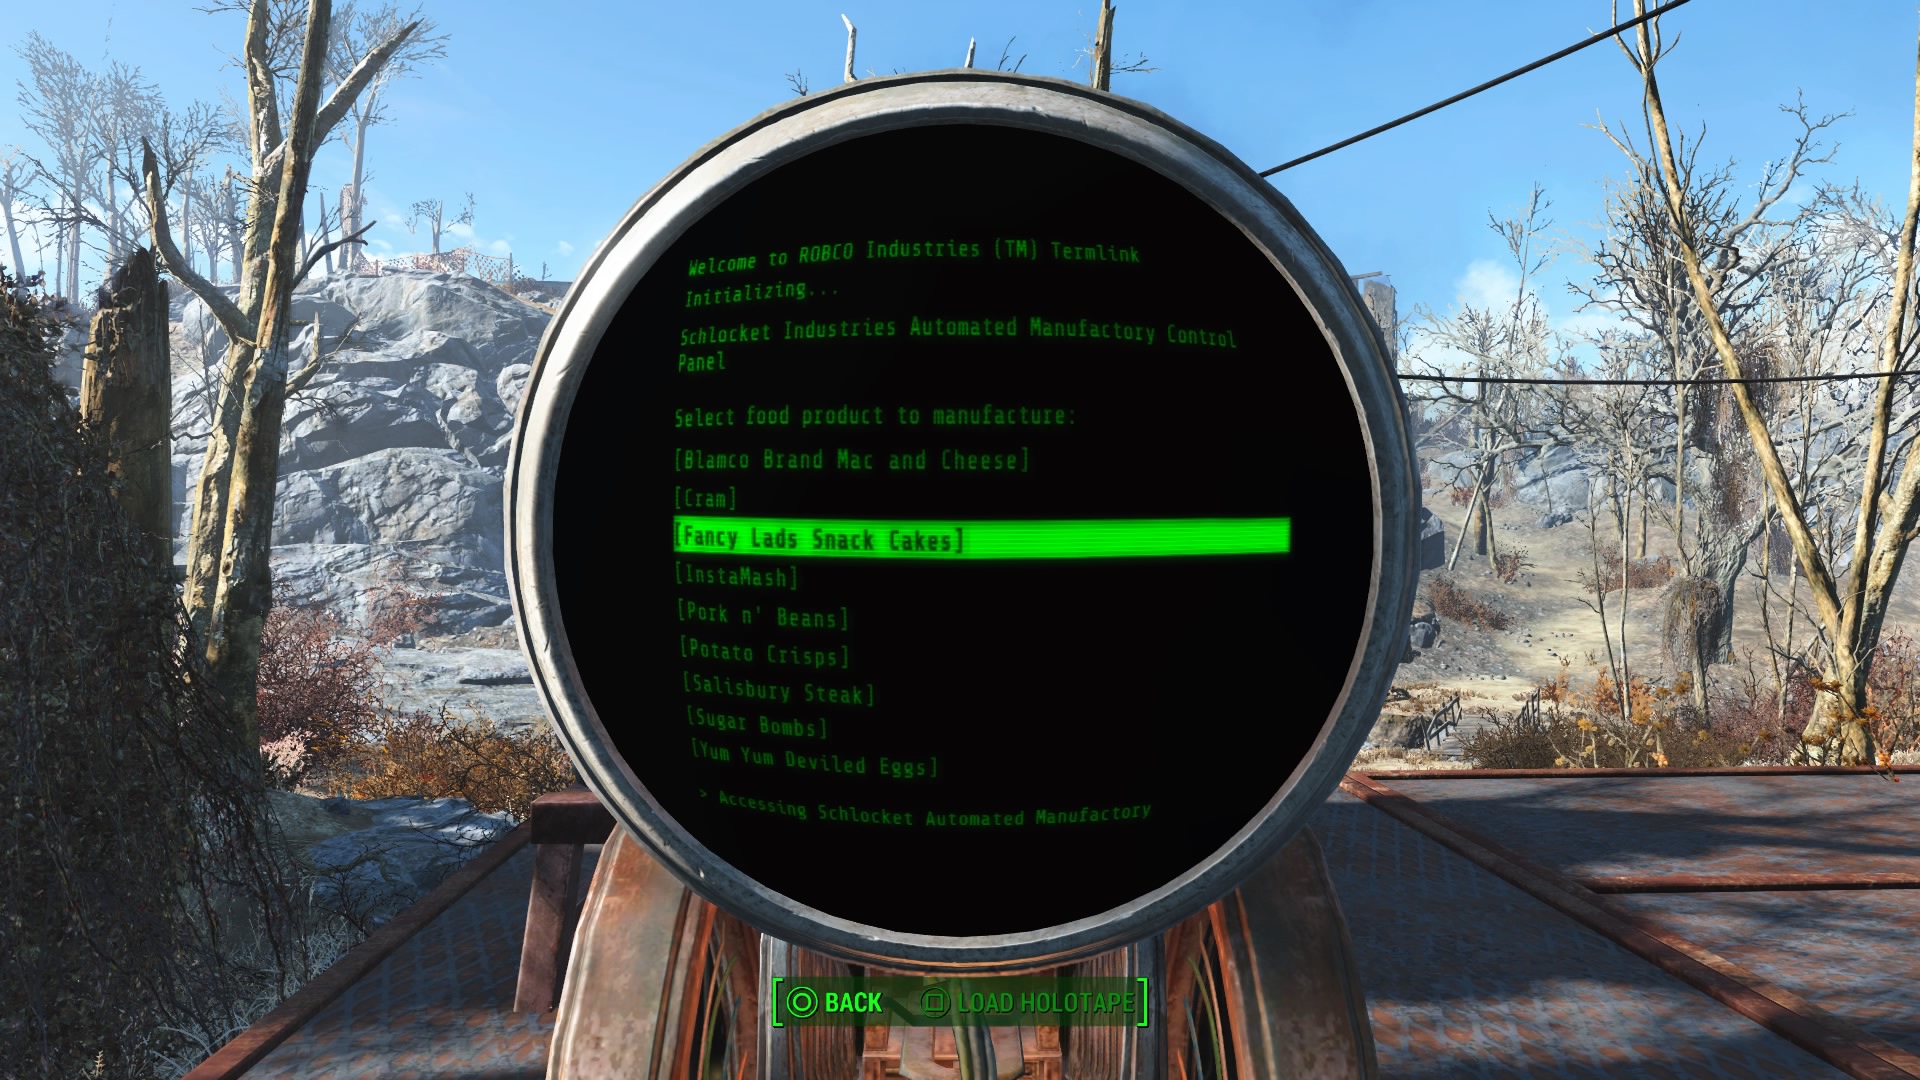 Welcome to ROBCO Industries (TM) Termlink
Initializing...
Schlocket Industries Automated Manufactory Control
Panel
Select food product to manufacture:
[Blamco Brand Mac and Cheese]
[Cram]
[Fancy Lads Snack Cakes]
[InstaMash]
[Pork n' Beans]
[Potato Crisps]
[Salisbury Steak]
[Sugar Bombs]
[Yum Yum Deviled Eggs]
> Accessing Schlocket Automated Manufactory
BACK LOAD HOLOTAPE